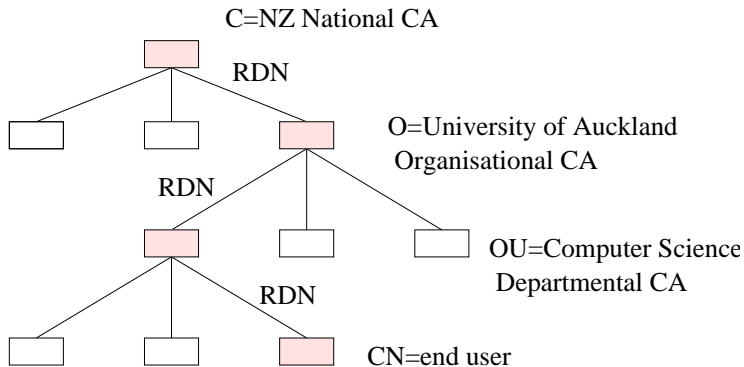 C=NZ National CA
RDN
O=University of Auckland
Organisational CA
RDN
OU=Computer Science
Departmental CA
RDN
CN=end user